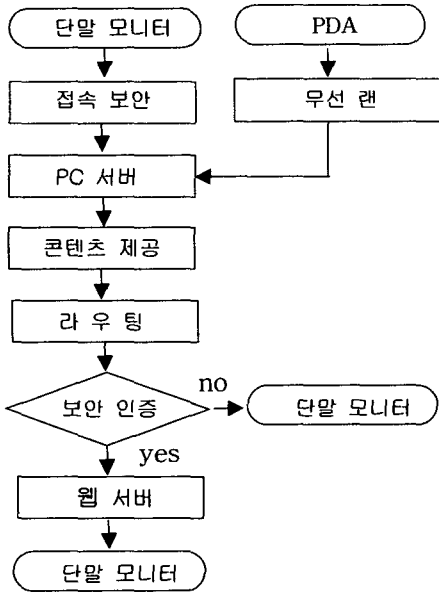 단말 모니터
PDA
접속 보안
무선 랜
PC 서버
콘텐츠 제공
라 우 팅
보안 인증
no
단말 모니터
yes
웹 서버
단말 모니터